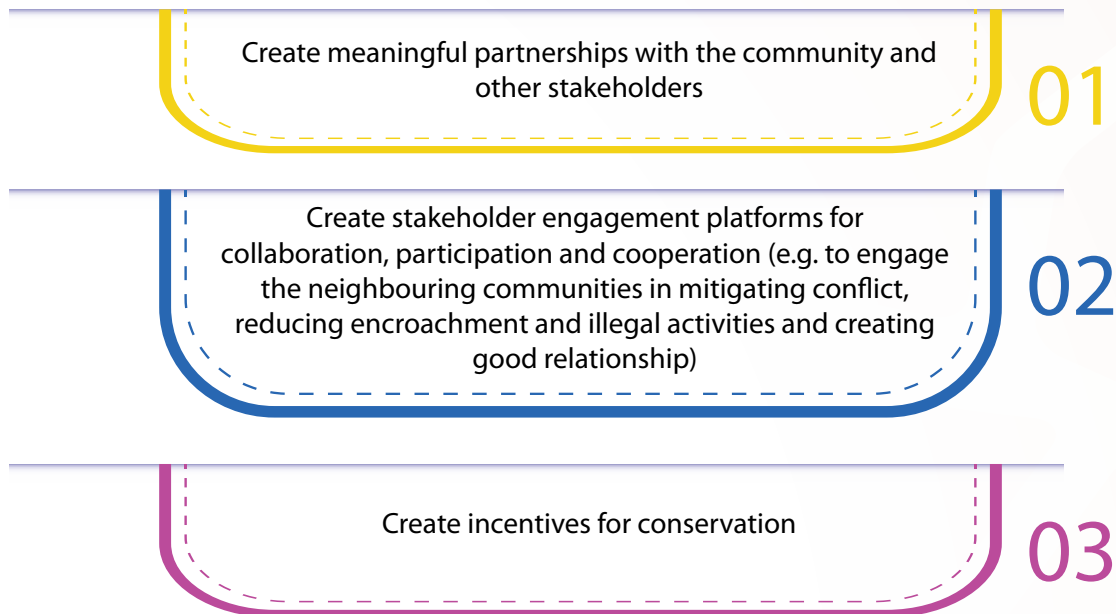 Create meaningful partnerships with the community and
other stakeholders
01
Create stakeholder engagement platforms for
collaboration, participation and cooperation (e.g. to engage
the neighbouring communities in mitigating conflict,
reducing encroachment and illegal activities and creating
good relationship)
02
Create incentives for conservation
03